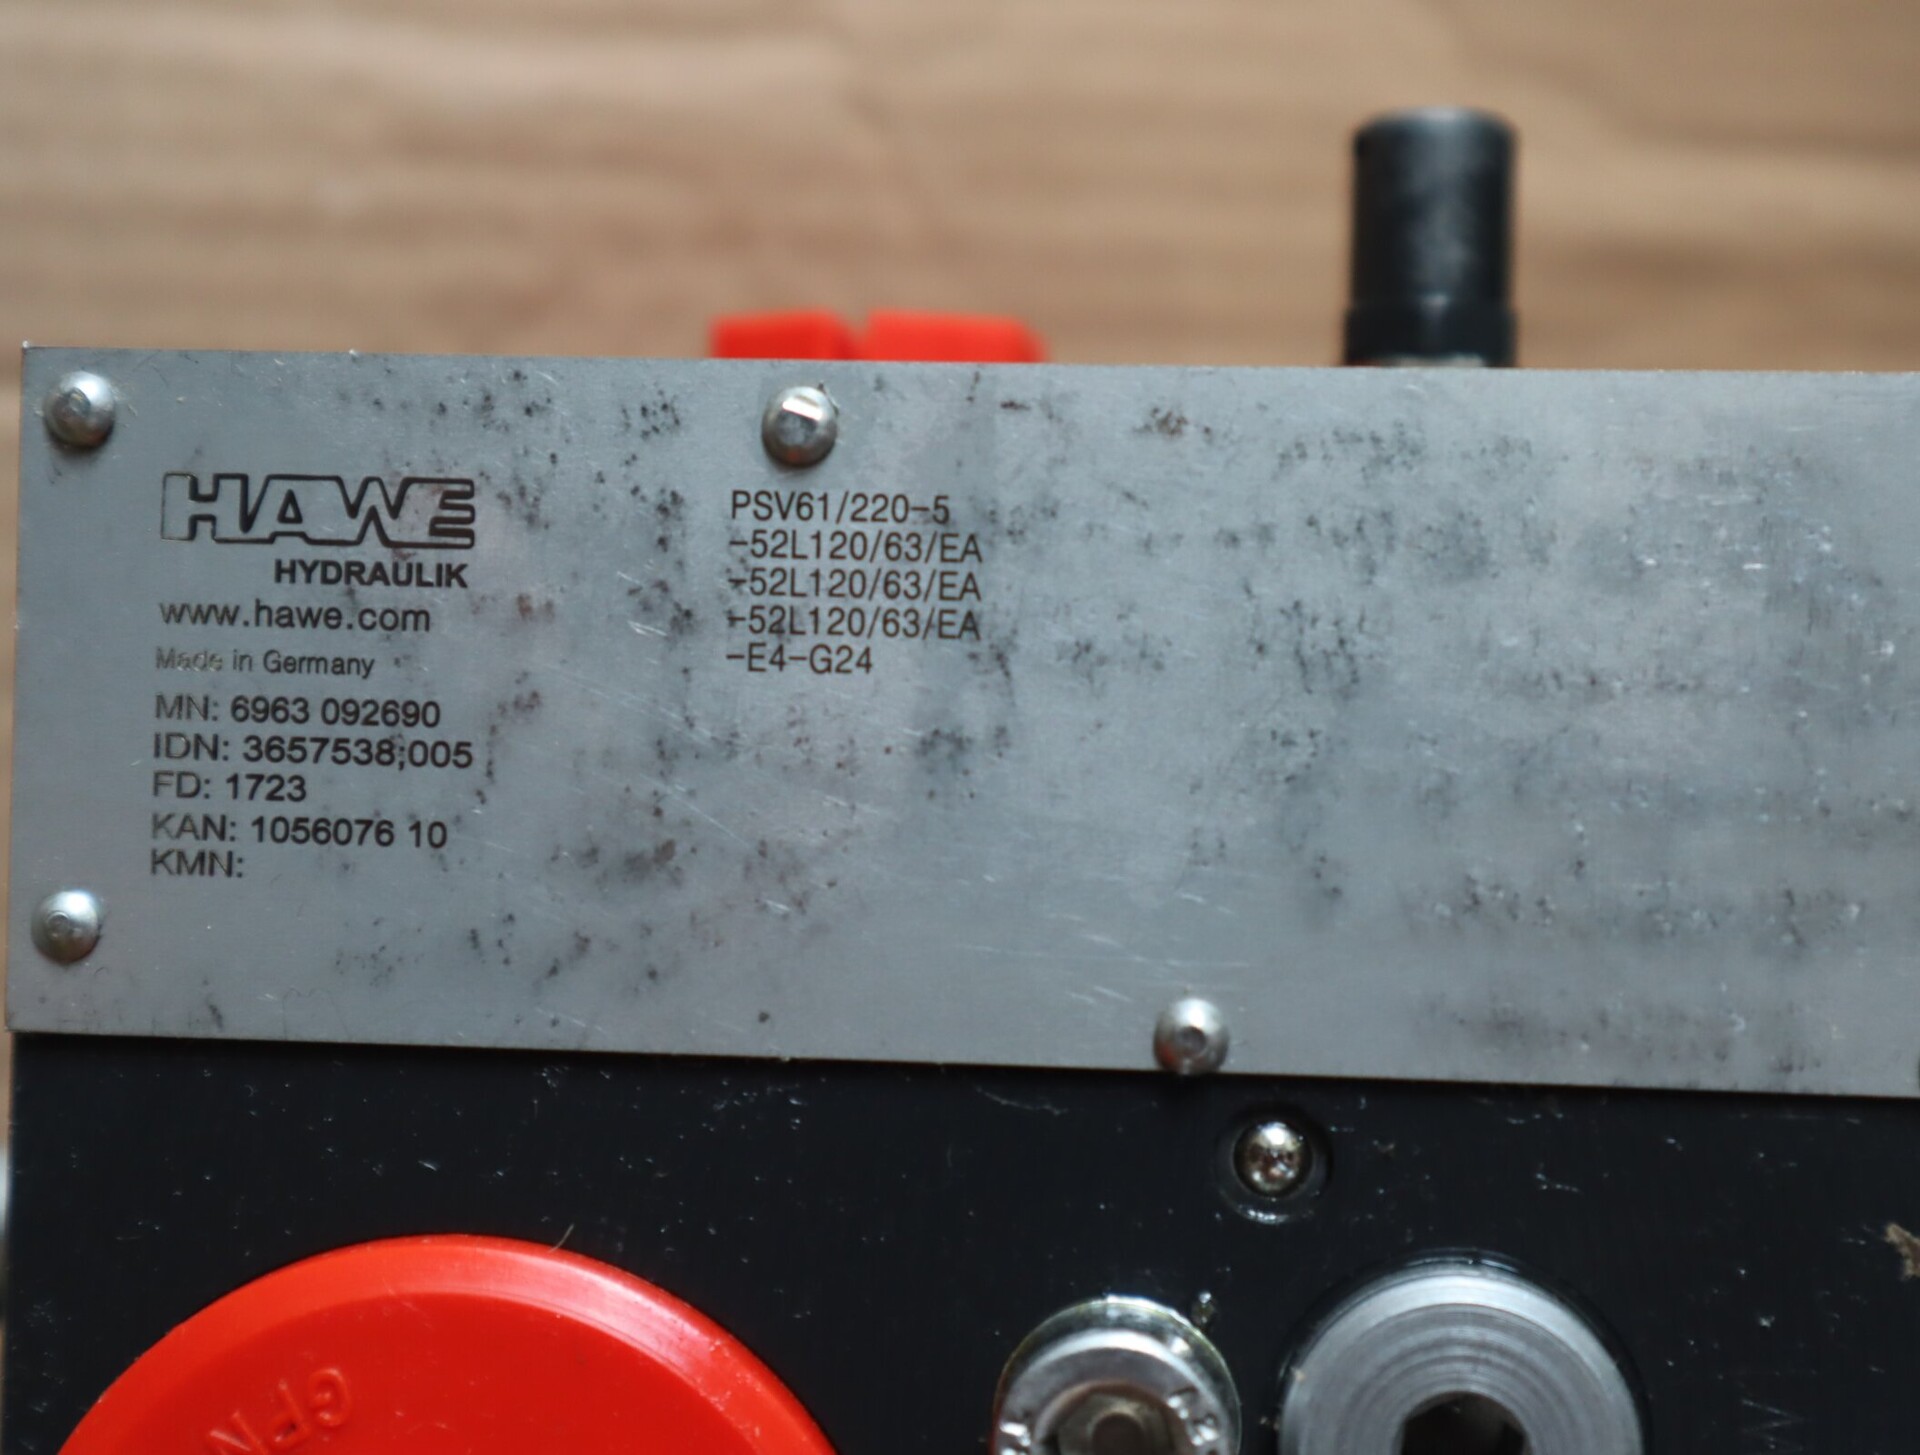 HAWE
HYDRAULIK
www.hawe.com
Made in Germany
MN: 6963 092690
IDN: 3657538;005
FD: 1723
KAN: 1056076 10
KMN:
PSV61/220-5
-52L120/63/EA
-52L120/63/EA
-52L120/63/EA
-E4-G24
GPN